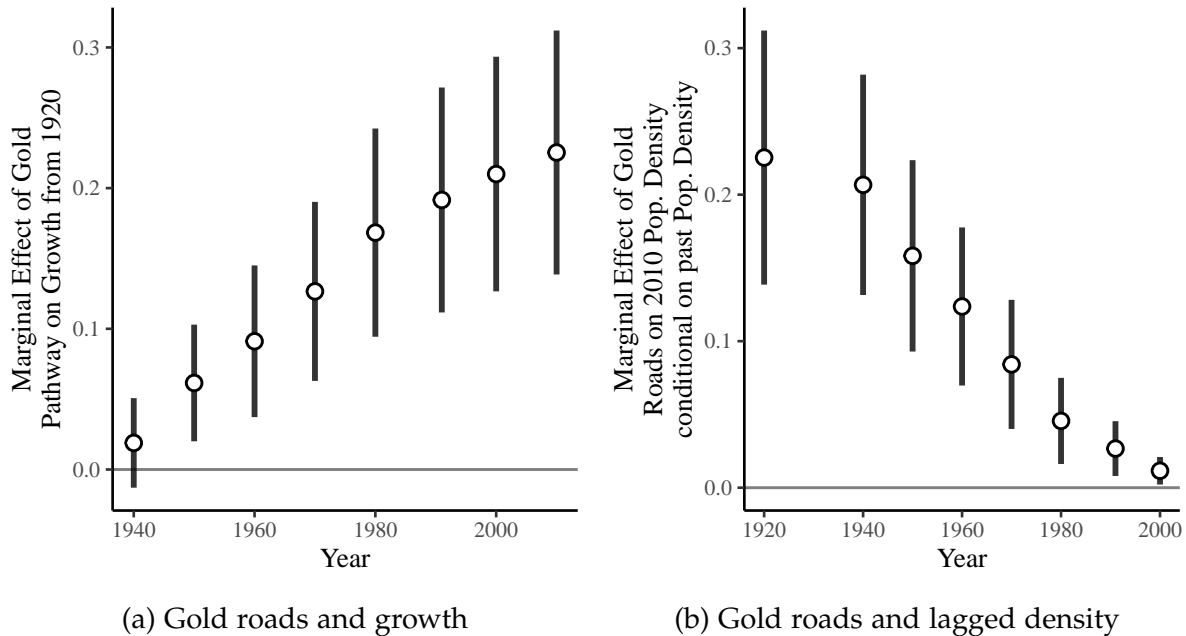 Marginal Effect of Gold
Pathway on Growth from 1920
0.3
0.2
0.1
0.0
1940
1960
1980
2000
Year
(a) Gold roads and growth
Marginal Effect of Gold
Roads on 2010 Pop. Density
conditional on past Pop. Density
0.3
0.2
0.1
0.0
1920
1940
1960
1980
2000
Year
(b) Gold roads and lagged density